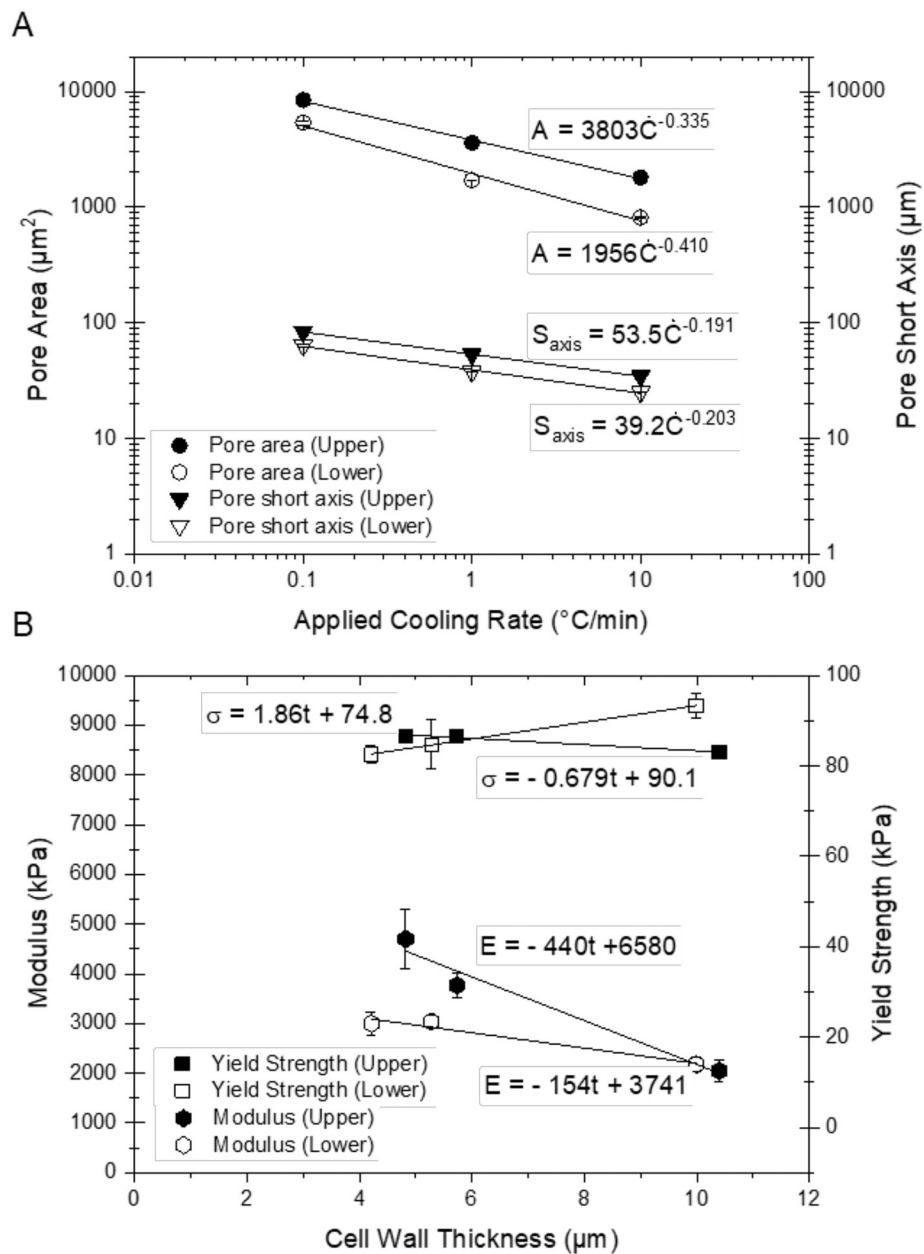 A
10000
1000
100
10
1
Pore Area (µm²)
A = 3803Ċ^-0.335
A = 1956Ċ^-0.410
S_axis = 53.5Ċ^-0.191
S_axis = 39.2Ċ^-0.203
Pore area (Upper)
Pore area (Lower)
Pore short axis (Upper)
Pore short axis (Lower)
10000
1000
100
10
1
Pore Short Axis (µm)
0.01 0.1 1 10 100
Applied Cooling Rate (°C/min)
B
10000
9000
8000
7000
6000
5000
4000
3000
2000
1000
0
Modulus (kPa)
σ = 1.86t + 74.8
σ = - 0.679t + 90.1
E = - 440t +6580
E = - 154t + 3741
Yield Strength (Upper)
Yield Strength (Lower)
Modulus (Upper)
Modulus (Lower)
100
80
60
40
20
0
Yield Strength (kPa)
0 2 4 6 8 10 12
Cell Wall Thickness (µm)